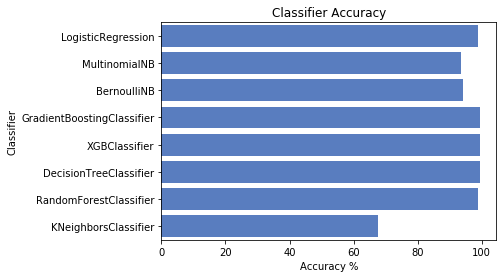 Classifier Accuracy
LogisticRegression
MultinomialNB
BernoulliNB
GradientBoostingClassifier
XGBClassifier
DecisionTreeClassifier
RandomForestClassifier
KNeighborsClassifier
Classifier
0 20 40 60 80 100
Accuracy %